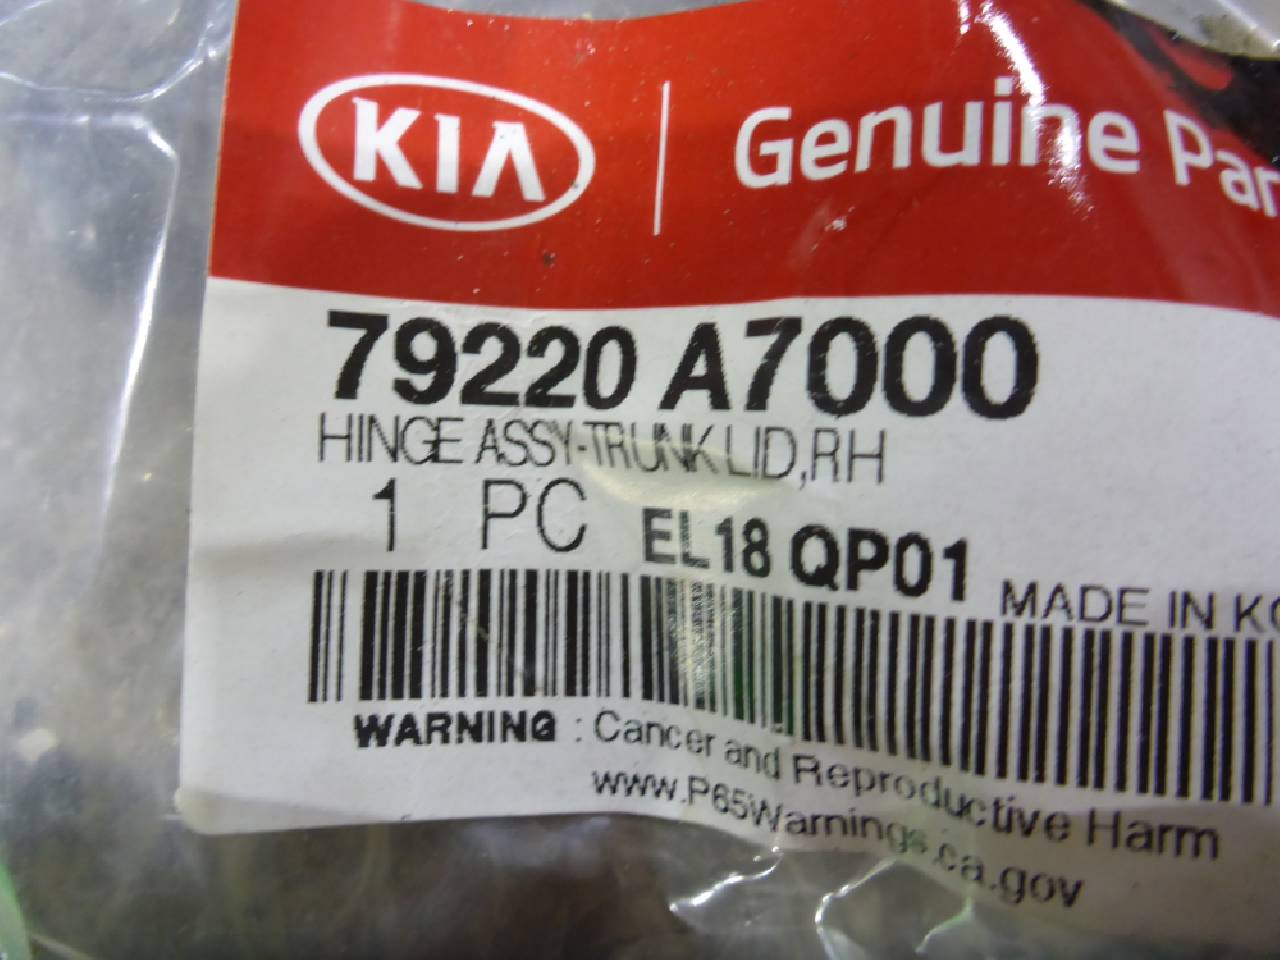 KIA Genuine Par
79220 A7000
HINGE ASSY-TRUNK LID,RH
1 PC EL18 QP01
MADE IN KO
WARNING : Cancer and Reproductive Harm
www.P65Warnings.ca.gov